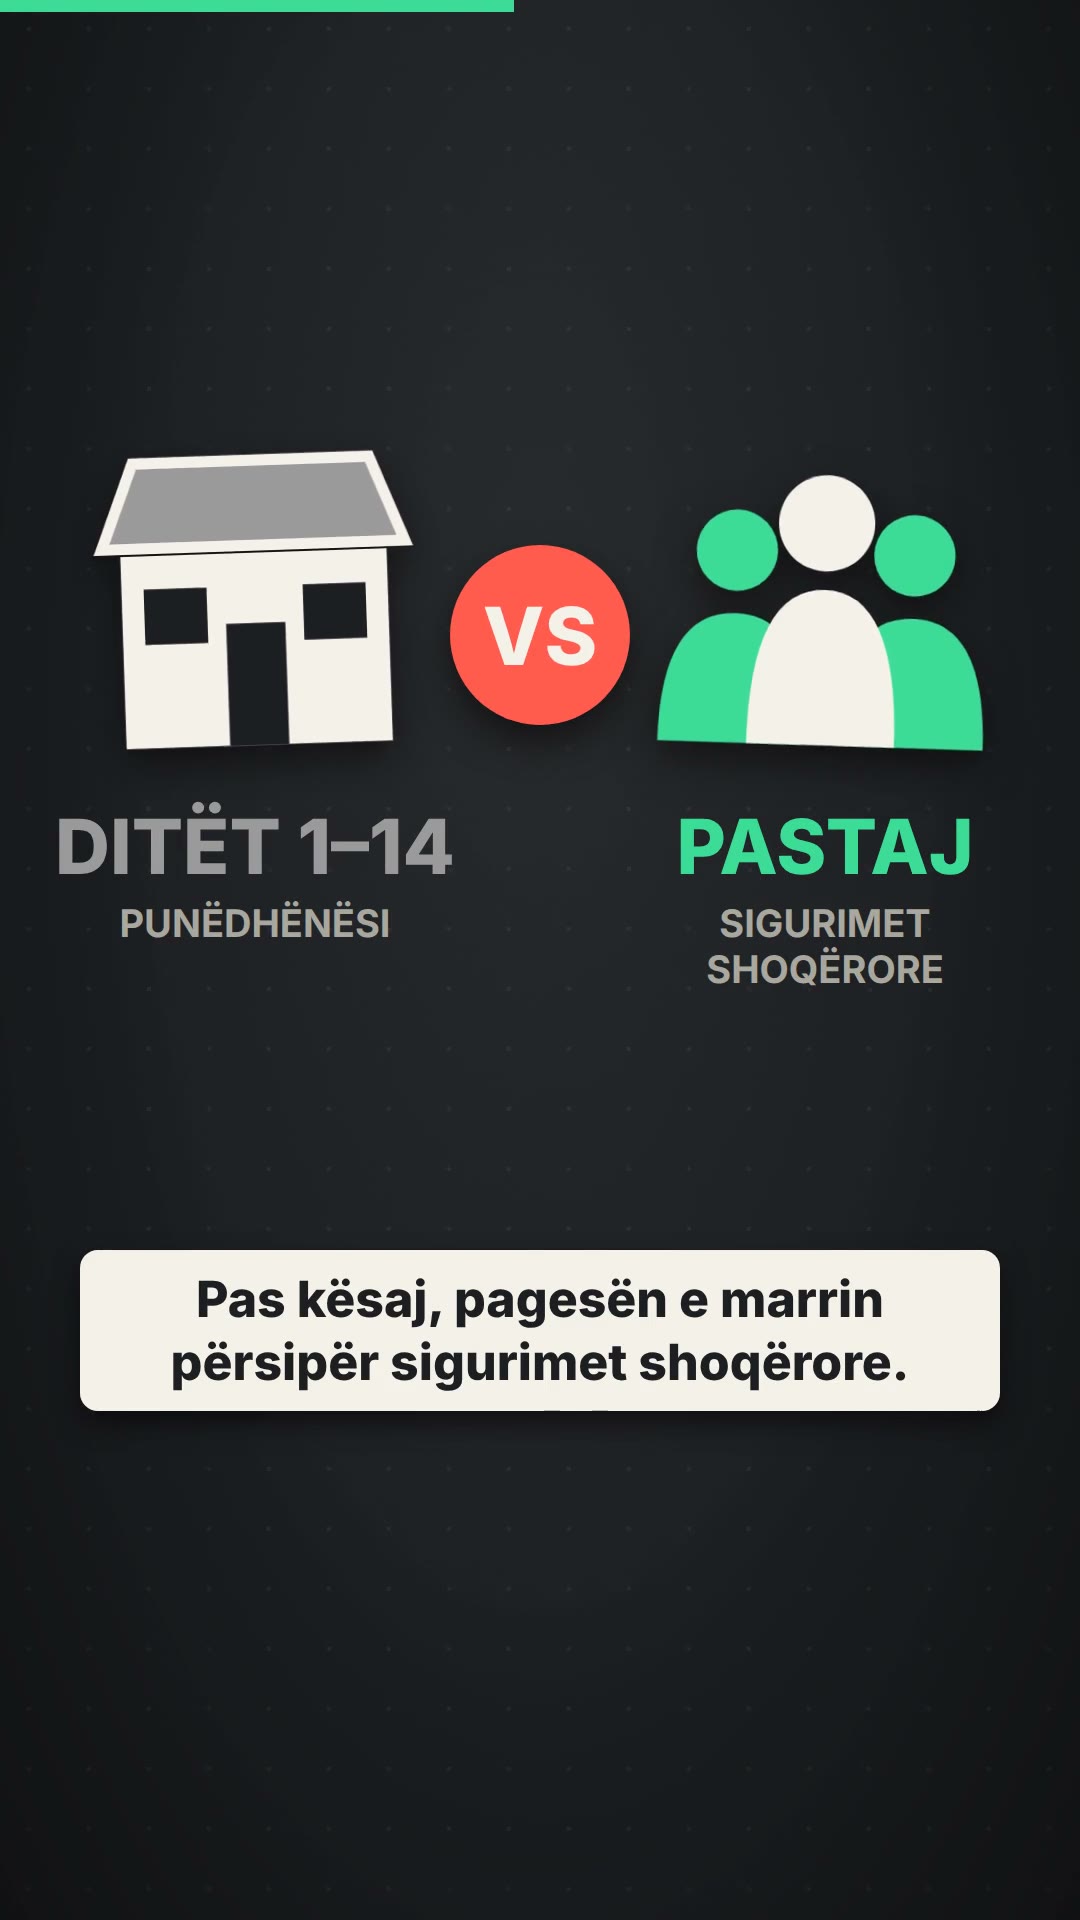 VS
DITËT 1–14
PUNËDHËNËSI
PASTAJ
SIGURIMET
SHOQËRORE
Pas kësaj, pagesën e marrin
përsipër sigurimet shoqërore.